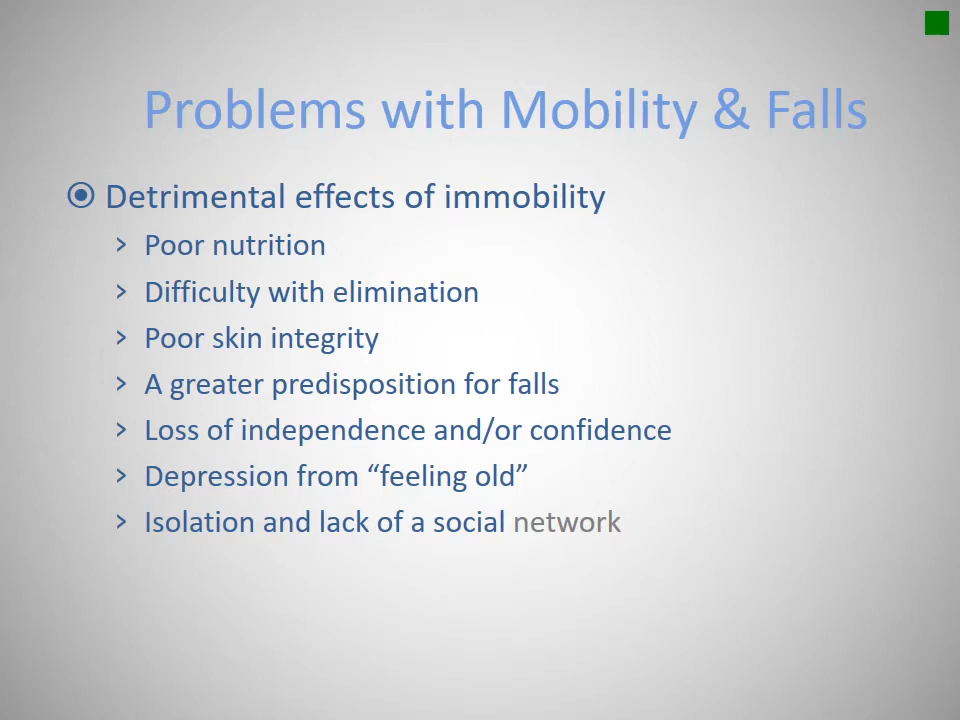 Problems with Mobility & Falls
Detrimental effects of immobility
Poor nutrition
Difficulty with elimination
Poor skin integrity
A greater predisposition for falls
Loss of independence and/or confidence
Depression from “feeling old”
Isolation and lack of a social network